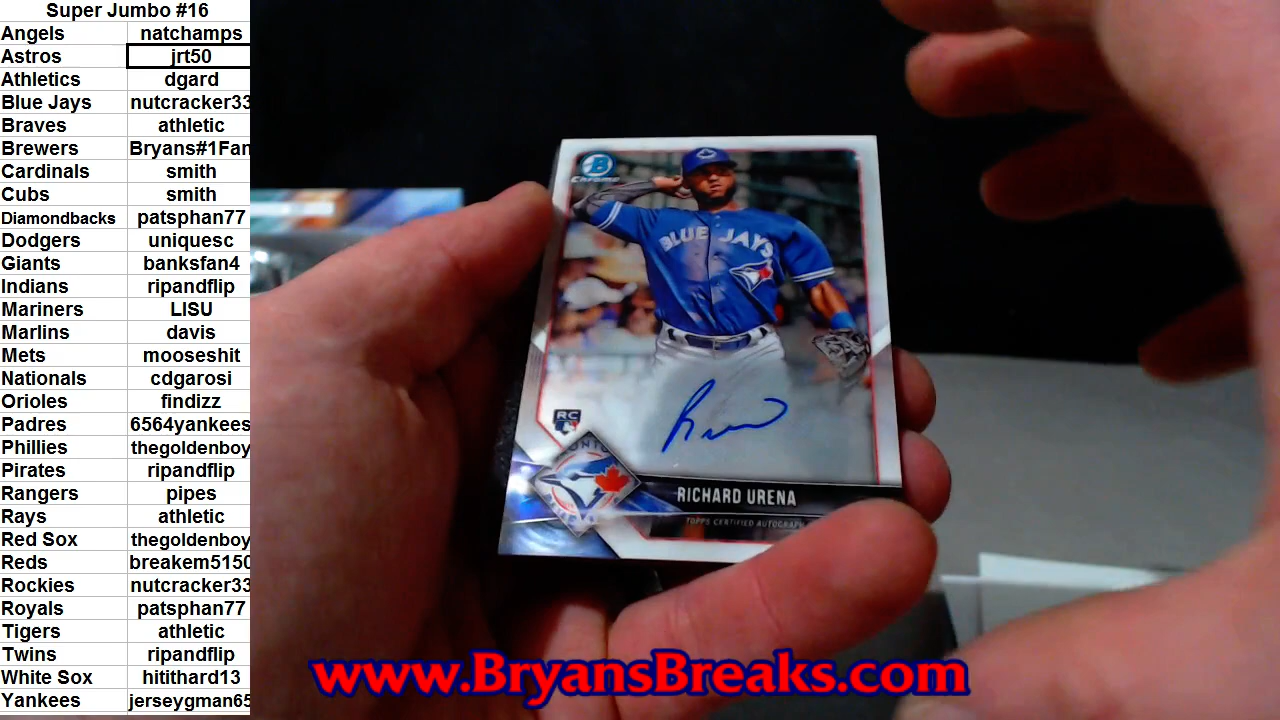 Super Jumbo #16
Angels natchamps
Astros jrt50
Athletics dgard
Blue Jays nutcracker33
Braves athletic
Brewers Bryans#1Fan
Cardinals smith
Cubs smith
Diamondbacks patsphan77
Dodgers uniquesc
Giants banksfan4
Indians ripandflip
Mariners LISU
Marlins davis
Mets mooseshit
Nationals cdgarosi
Orioles findizz
Padres 6564yankees
Phillies thegoldenboy
Pirates ripandflip
Rangers pipes
Rays athletic
Red Sox thegoldenboy
Reds breakem5150
Rockies nutcracker33
Royals patsphan77
Tigers athletic
Twins ripandflip
White Sox hitithard13
Yankees jerseygman65
B
Chrome
BLUE JAYS
RC
RICHARD URENA
TOPPS CERTIFIED AUTOGRAPH
www.BryansBreaks.com